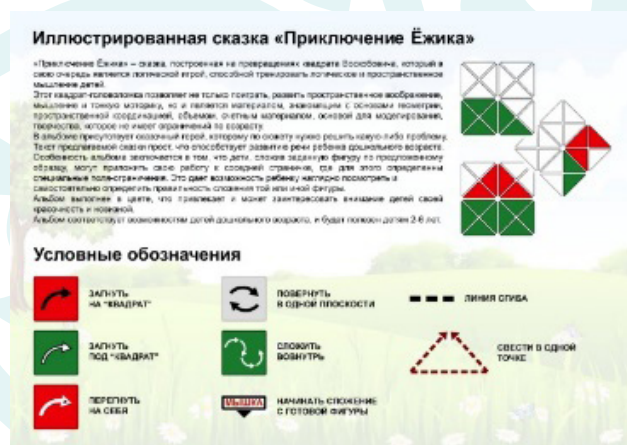 Иллюстрированная сказка «Приключение Ёжика»
«Приключение Ёжика» – сказка, построенная на превращениях квадрата Воскобовича, который в
свою очередь является логической игрой, способной тренировать логическое и пространственное
мышление детей.
Этот квадрат-головоломка позволяет не только поиграть, развить пространственное воображение,
мышление и тонкую моторику, но и является материалом, знакомящим с основами геометрии,
пространственной координацией, объемом, счетным материалом, основой для моделирования,
творчества, которое не имеет ограничений по возрасту.
В альбоме присутствует сказочный герой, которому по сюжету нужно решить какую-либо проблему.
Текст предлагаемой сказки прост, что способствует развитию речи ребенка дошкольного возраста.
Особенность альбома заключается в том, что дети, сложив заданную фигуру по предложенному
образцу, могут приложить свою работу к соседней странице, где для этого определены
специальные поля-ограничения. Это дает возможность ребенку наглядно посмотреть и
самостоятельно определить правильность сложения той или иной фигуры.
Альбом выполнен в цвете, что привлекает и может заинтересовать внимание детей своей
красочность и новизной.
Альбом соответствует возможностям детей дошкольного возраста, и будет полезен детям 2-6 лет.
Условные обозначения
ЗАГНУТЬ
НА "КВАДРАТ"
ПОВЕРНУТЬ
В ОДНОЙ ПЛОСКОСТИ
ЛИНИЯ СГИБА
ЗАГНУТЬ
ПОД "КВАДРАТ"
СЛОЖИТЬ
ВОВНУТРЬ
СВЕСТИ В ОДНОЙ
ТОЧКЕ
ПЕРЕГНУТЬ
НА СЕБЯ
МЫШКА
НАЧИНАТЬ СЛОЖЕНИЕ
С ГОТОВОЙ ФИГУРЫ